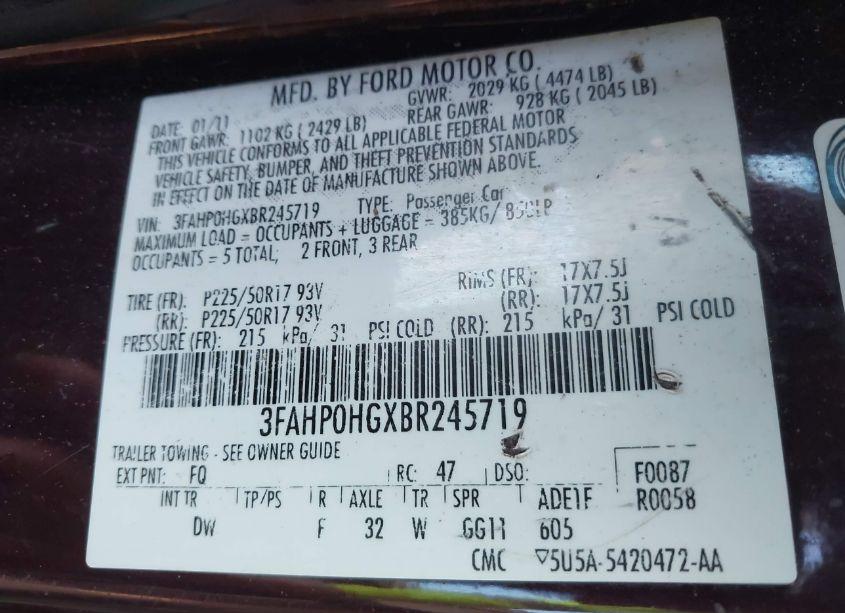 MFD. BY FORD MOTOR CO.
DATE: 01/11 GVWR: 2029 KG ( 4474 LB)
FRONT GAWR: 1102 KG ( 2429 LB) REAR GAWR: 928 KG ( 2045 LB)
THIS VEHICLE CONFORMS TO ALL APPLICABLE FEDERAL MOTOR
VEHICLE SAFETY, BUMPER, AND THEFT PREVENTION STANDARDS
IN EFFECT ON THE DATE OF MANUFACTURE SHOWN ABOVE.
VIN: 3FAHP0HGXBR245719 TYPE: Passenger Car
MAXIMUM LOAD = OCCUPANTS + LUGGAGE = 385KG/
OCCUPANTS = 5 TOTAL; 2 FRONT, 3 REAR
TIRE (FR): P225/50R17 93V RIMS (FR): 17X7.5J
(RR): P225/50R17 93V (RR): 17X7.5j
PRESSURE (FR): 215 kPa/ 31 PSI COLD (RR): 215 kPa/ 31 PSI COLD
3FAHP0HGXBR245719
TRAILER TOWING - SEE OWNER GUIDE
EXT PNT: FQ RC: 47 DSO: F0087
INT TR TP/PS R AXLE TR SPR ADE1F R0058
DW F 32 W GG11 605
CMC ▽5U5A-5420472-AA